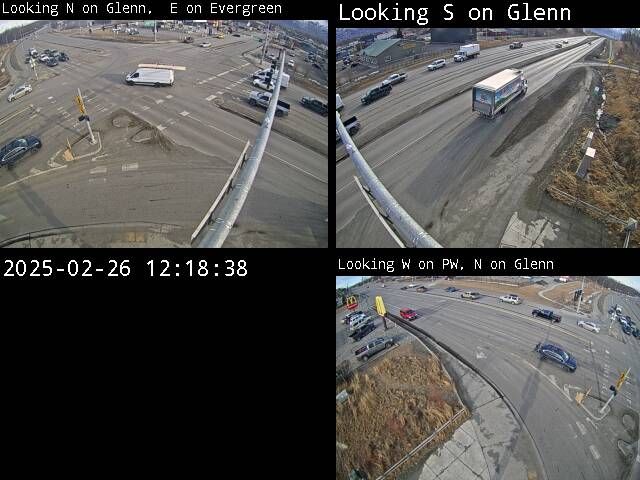 Looking N on Glenn,  E on Evergreen
Looking S on Glenn
2025-02-26 12:18:38
Looking W on PW, N on Glenn